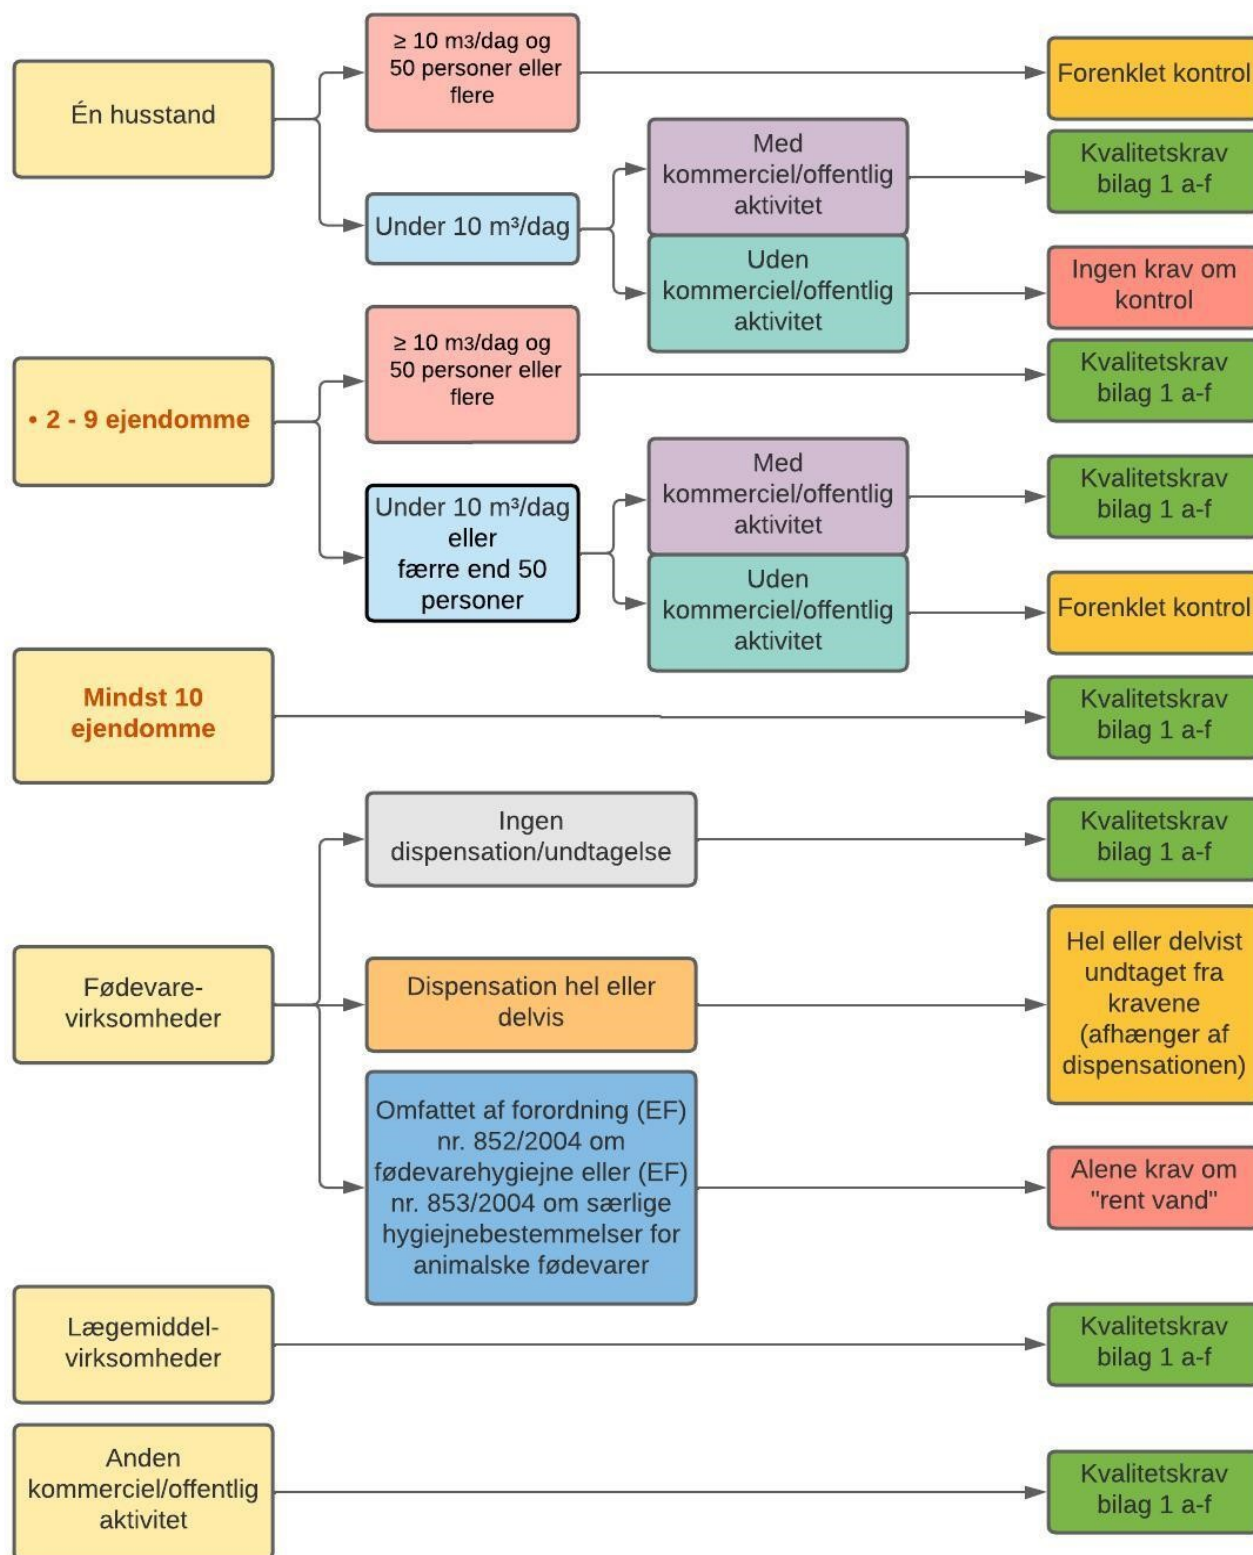 Én husstand
≥ 10 m3/dag og
50 personer eller
flere
Forenklet kontrol
Under 10 m³/dag
Med
kommerciel/offentlig
aktivitet
Kvalitetskrav
bilag 1 a-f
Uden
kommerciel/offentlig
aktivitet
Ingen krav om
kontrol
• 2 - 9 ejendomme
≥ 10 m3/dag og
50 personer eller
flere
Kvalitetskrav
bilag 1 a-f
Under 10 m³/dag
eller
færre end 50
personer
Med
kommerciel/offentlig
aktivitet
Kvalitetskrav
bilag 1 a-f
Uden
kommerciel/offentlig
aktivitet
Forenklet kontrol
Mindst 10
ejendomme
Kvalitetskrav
bilag 1 a-f
Fødevare-
virksomheder
Ingen
dispensation/undtagelse
Kvalitetskrav
bilag 1 a-f
Dispensation hel eller
delvis
Hel eller delvist
undtaget fra
kravene
(afhænger af
dispensationen)
Omfattet af forordning (EF)
nr. 852/2004 om
fødevarehygiejne eller (EF)
nr. 853/2004 om særlige
hygiejnebestemmelser for
animalske fødevarer
Alene krav om
"rent vand"
Lægemiddel-
virksomheder
Kvalitetskrav
bilag 1 a-f
Anden
kommerciel/offentlig
aktivitet
Kvalitetskrav
bilag 1 a-f